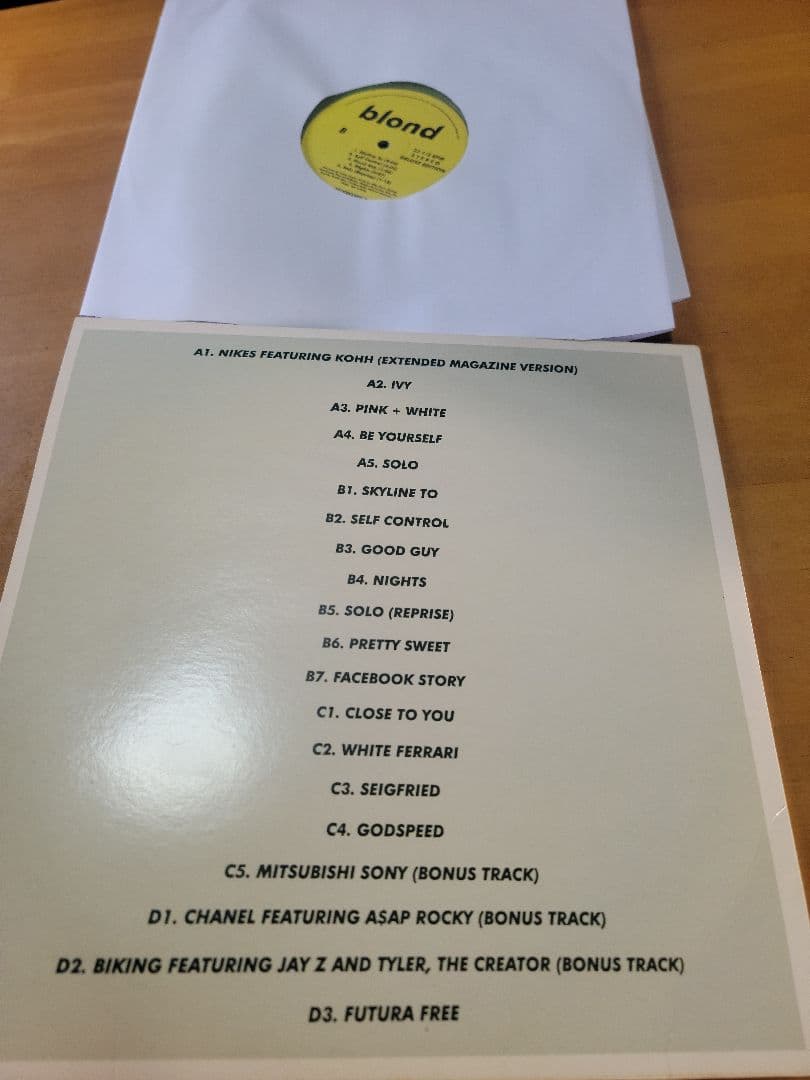 blond
B
A1. NIKES FEATURING KOHH (EXTENDED MAGAZINE VERSION)
A2. IVY
A3. PINK + WHITE
A4. BE YOURSELF
A5. SOLO
B1. SKYLINE TO
B2. SELF CONTROL
B3. GOOD GUY
B4. NIGHTS
B5. SOLO (REPRISE)
B6. PRETTY SWEET
B7. FACEBOOK STORY
C1. CLOSE TO YOU
C2. WHITE FERRARI
C3. SEIGFRIED
C4. GODSPEED
C5. MITSUBISHI SONY (BONUS TRACK)
D1. CHANEL FEATURING A$AP ROCKY (BONUS TRACK)
D2. BIKING FEATURING JAY Z AND TYLER, THE CREATOR (BONUS TRACK)
D3. FUTURA FREE